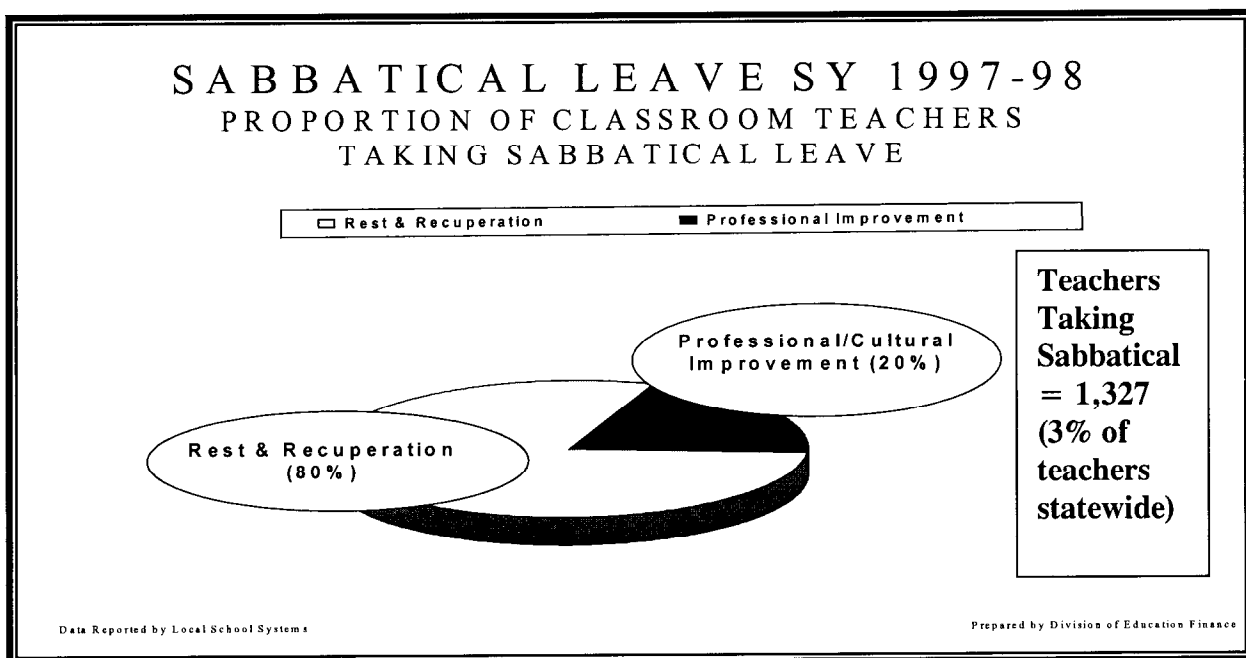 SABBATICAL LEAVE SY 1997-98
PROPORTION OF CLASSROOM TEACHERS
TAKING SABBATICAL LEAVE
Rest & Recuperation
Professional Improvement
Professional/Cultural
Improvement (20%)
Rest & Recuperation
(80%)
Teachers
Taking
Sabbatical
= 1,327
(3% of
teachers
statewide)
Data Reported by Local School Systems
Prepared by Division of Education Finance